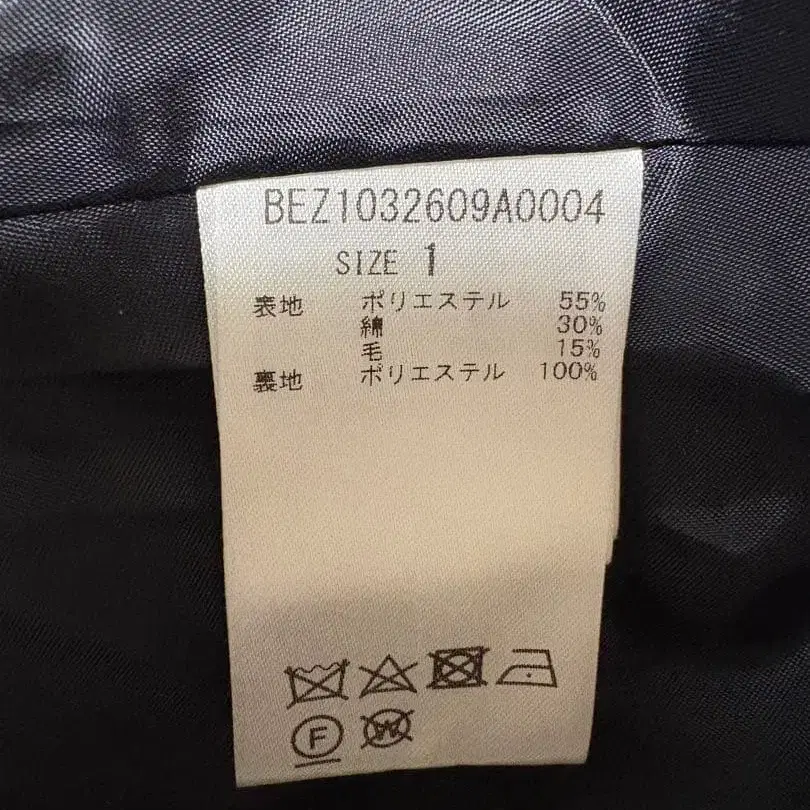 BEZ1032609A0004
SIZE 1
表地 ポリエステル 55%
綿 30%
毛 15%
裏地 ポリエステル 100%
F W